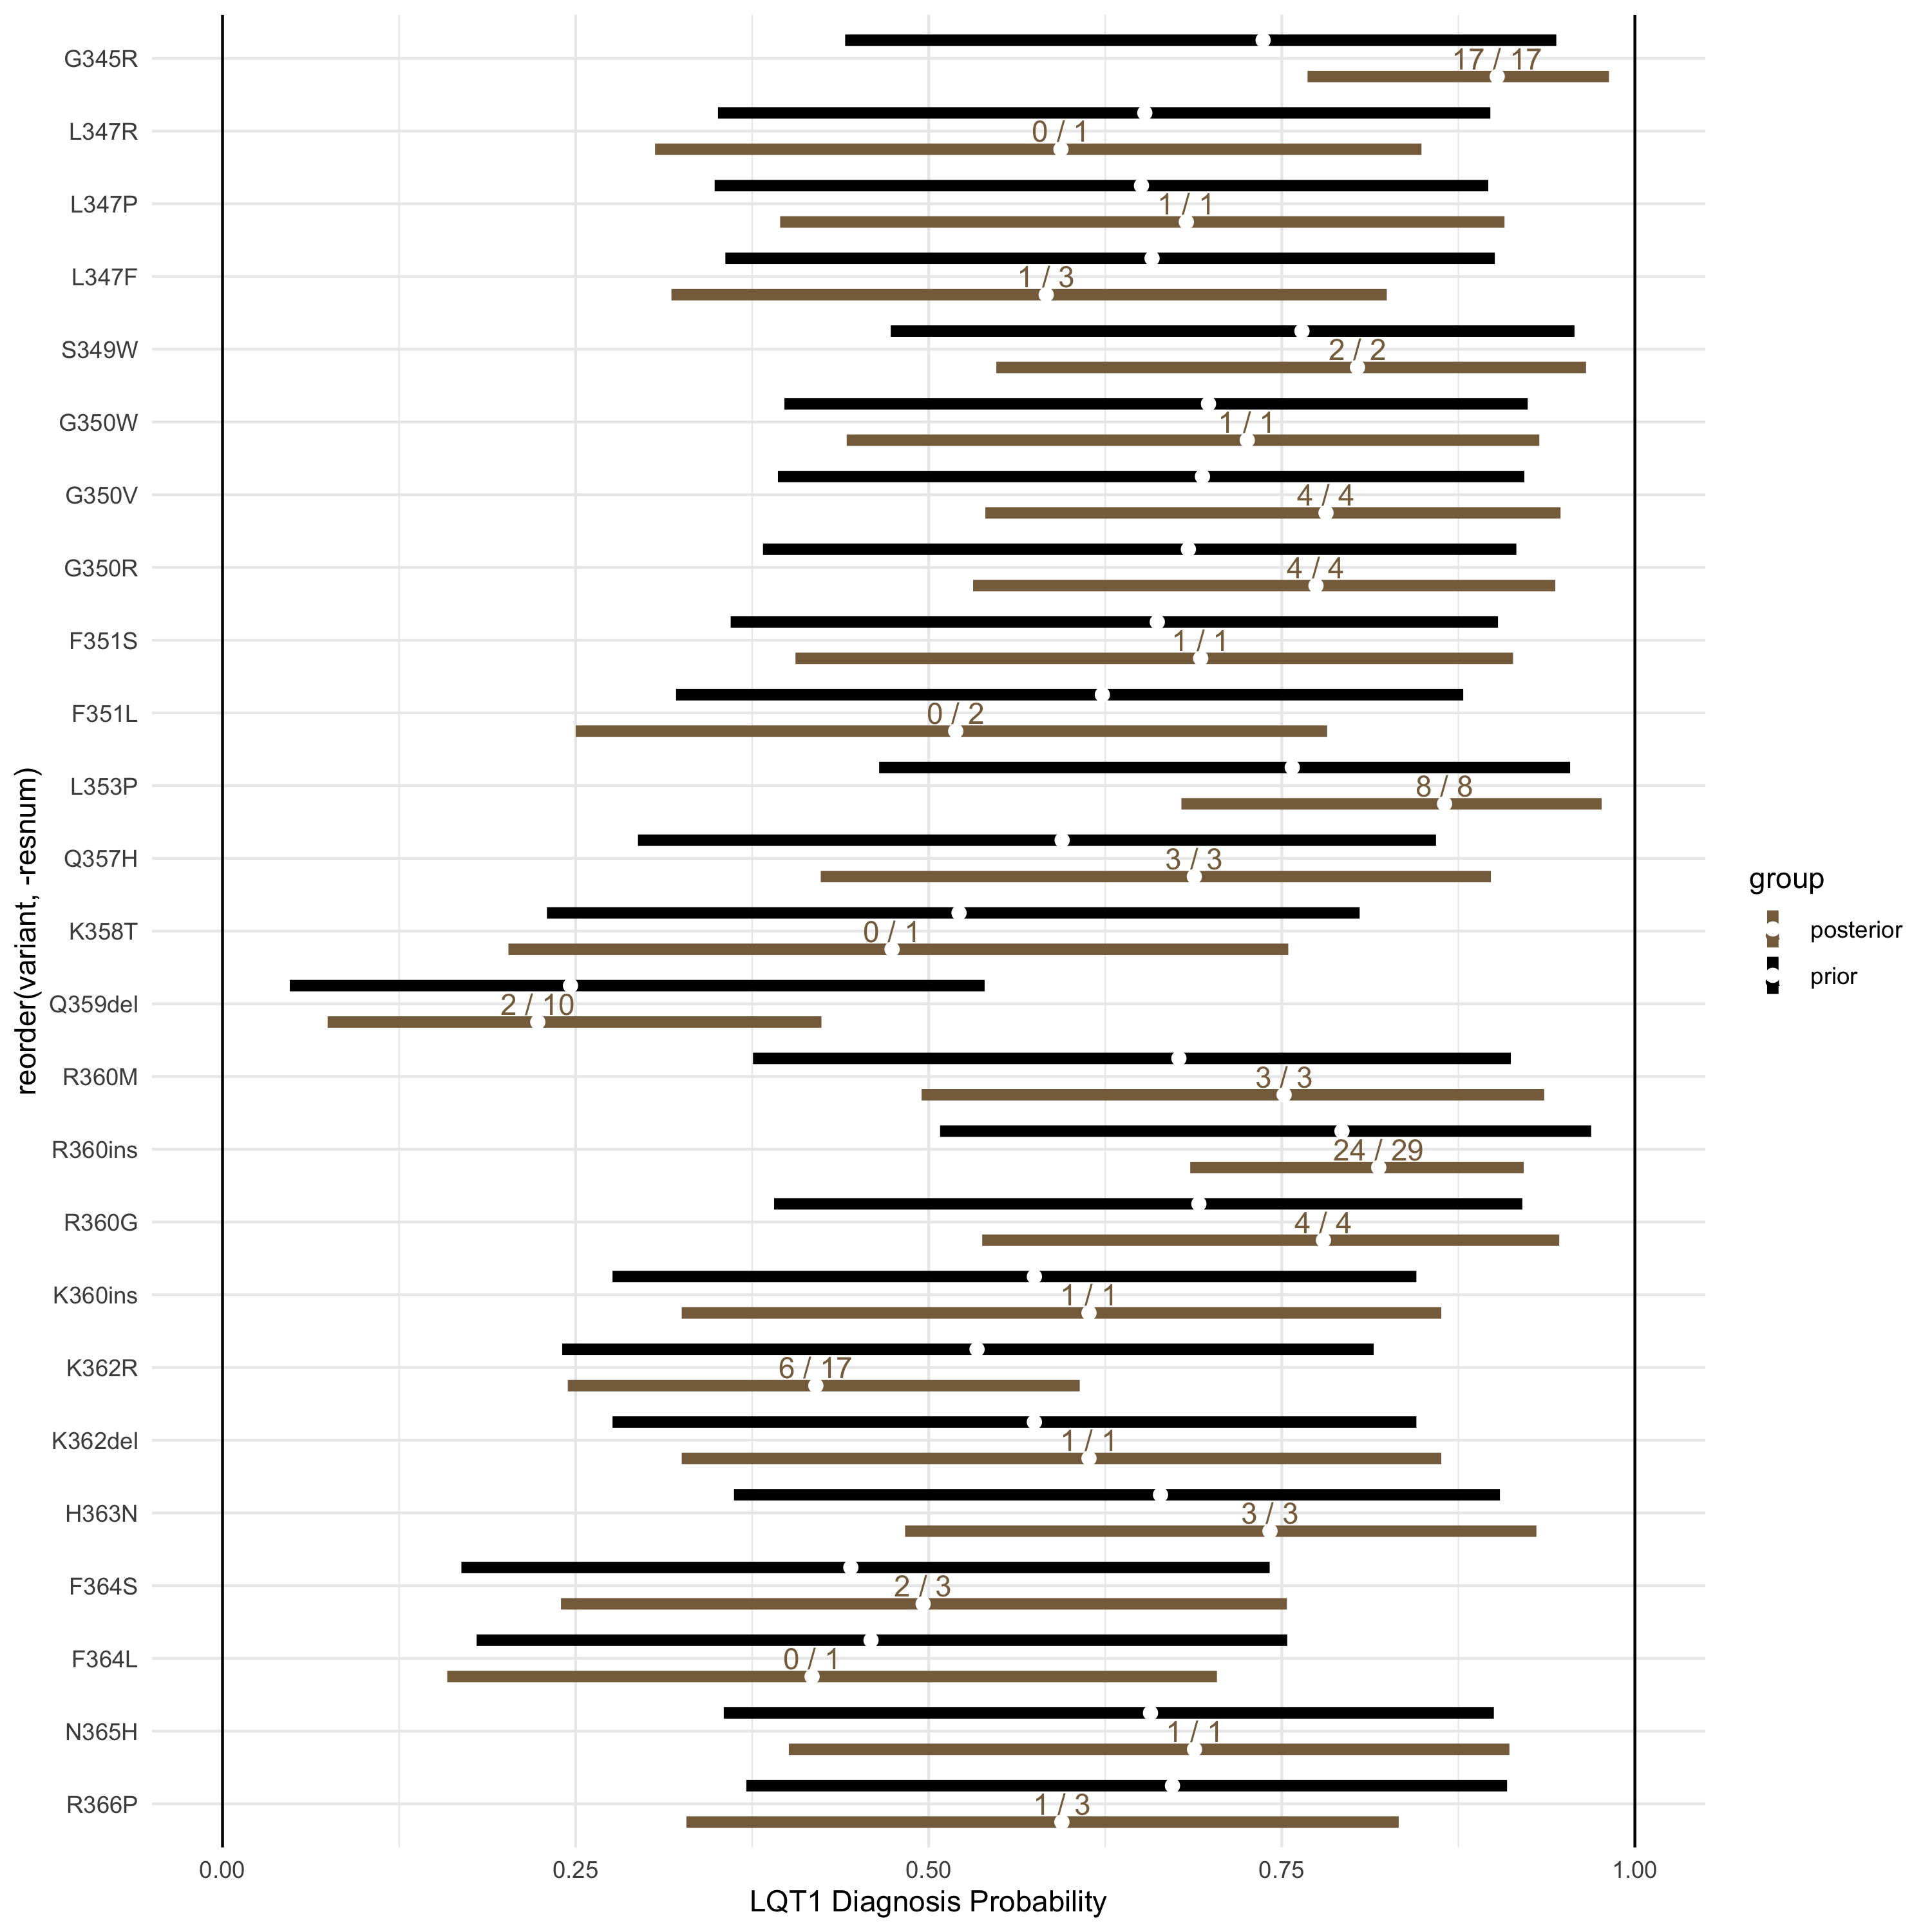 G345R
17 / 17
L347R
0 / 1
L347P
1 / 1
L347F
1 / 3
S349W
2 / 2
G350W
1 / 1
G350V
4 / 4
G350R
4 / 4
F351S
1 / 1
F351L
0 / 2
L353P
8 / 8
Q357H
3 / 3
K358T
0 / 1
Q359del
2 / 10
R360M
3 / 3
R360ins
24 / 29
R360G
4 / 4
K360ins
1 / 1
K362R
6 / 17
K362del
1 / 1
H363N
3 / 3
F364S
2 / 3
F364L
0 / 1
N365H
1 / 1
R366P
1 / 3
reorder(variant, -resnum)
0.00
0.25
0.50
0.75
1.00
LQT1 Diagnosis Probability
group
posterior
prior